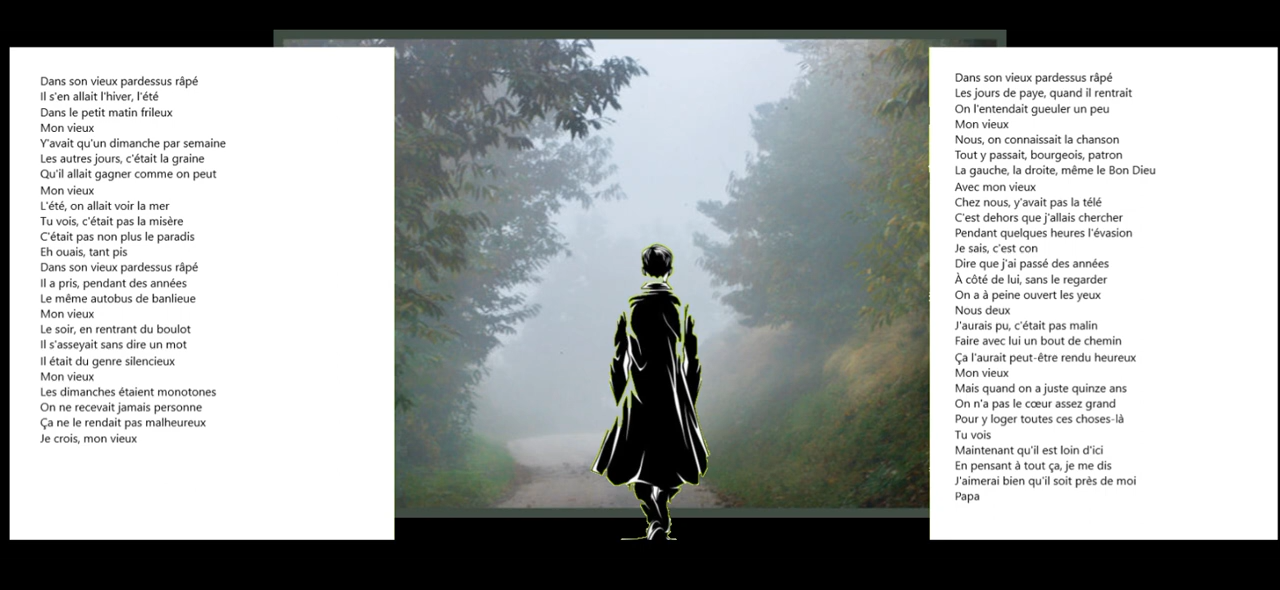 Dans son vieux pardessus râpé
Il s'en allait l'hiver, l'été
Dans le petit matin frileux
Mon vieux
Y'avait qu'un dimanche par semaine
Les autres jours, c'était la graine
Qu'il allait gagner comme on peut
Mon vieux
L'été, on allait voir la mer
Tu vois, c'était pas la misère
C'était pas non plus le paradis
Eh ouais, tant pis
Dans son vieux pardessus râpé
Il a pris, pendant des années
Le même autobus de banlieue
Mon vieux
Le soir, en rentrant du boulot
Il s'asseyait sans dire un mot
Il était du genre silencieux
Mon vieux
Les dimanches étaient monotones
On ne recevait jamais personne
Ça ne le rendait pas malheureux
Je crois, mon vieux
Dans son vieux pardessus râpé
Les jours de paye, quand il rentrait
On l'entendait gueuler un peu
Mon vieux
Nous, on connaissait la chanson
Tout y passait, bourgeois, patron
La gauche, la droite, même le Bon Dieu
Avec mon vieux
Chez nous, y'avait pas la télé
C'est dehors que j'allais chercher
Pendant quelques heures l'évasion
Je sais, c'est con
Dire que j'ai passé des années
À côté de lui, sans le regarder
On a à peine ouvert les yeux
Nous deux
J'aurais pu, c'était pas malin
Faire avec lui un bout de chemin
Ça l'aurait peut-être rendu heureux
Mon vieux
Mais quand on a juste quinze ans
On n'a pas le cœur assez grand
Pour y loger toutes ces choses-là
Tu vois
Maintenant qu'il est loin d'ici
En pensant à tout ça, je me dis
J'aimerai bien qu'il soit près de moi
Papa